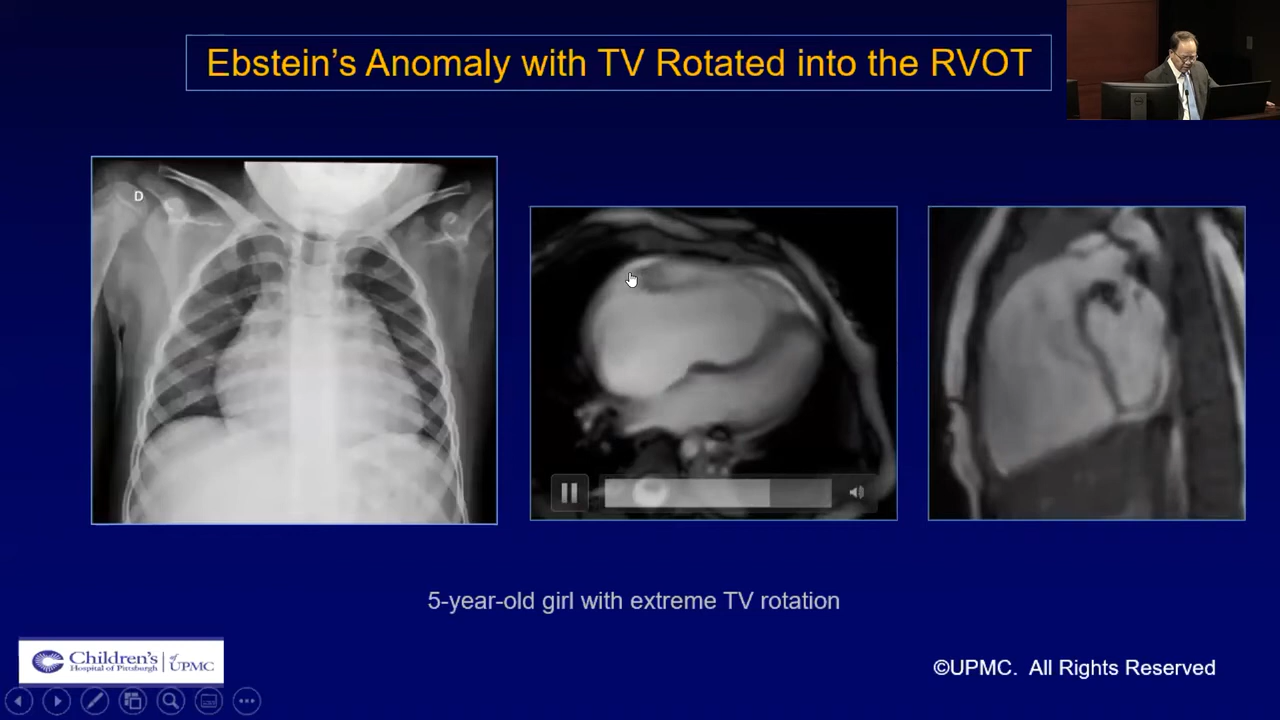 Ebstein's Anomaly with TV Rotated into the RVOT
D
5-year-old girl with extreme TV rotation
Children's
Hospital of Pittsburgh
of
UPMC
©UPMC. All Rights Reserved